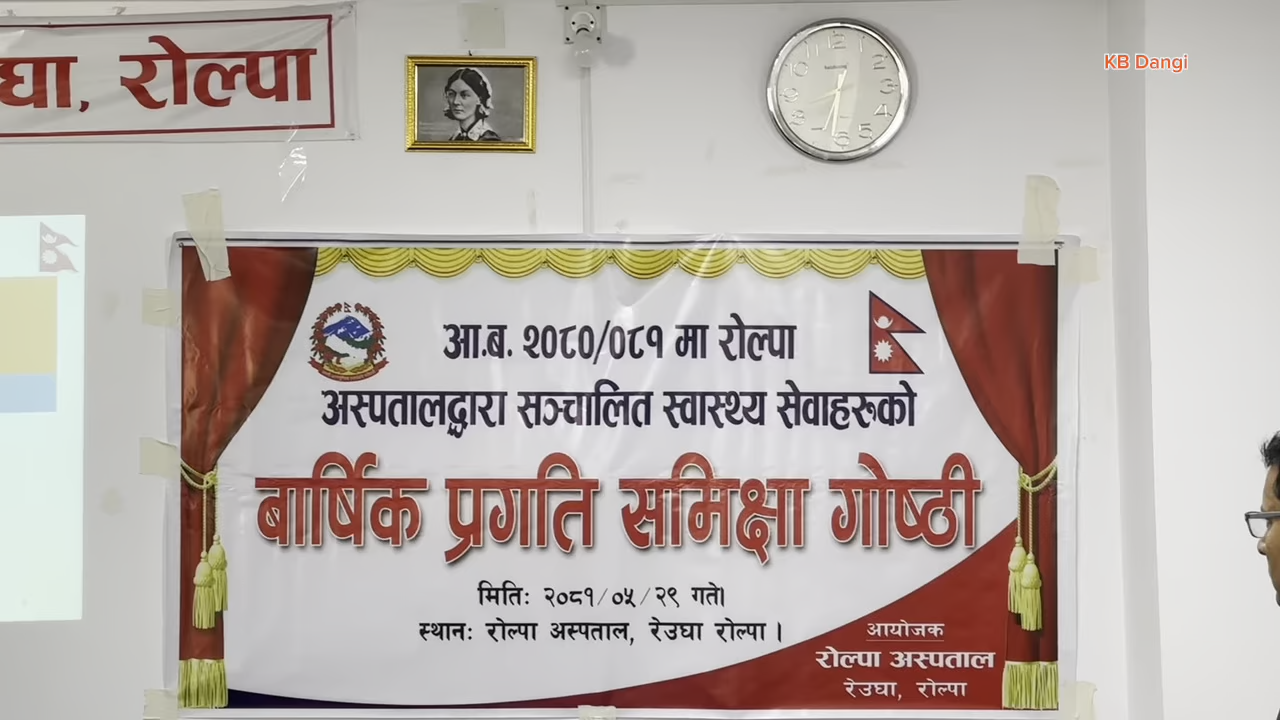 घा, रोल्पा
KB Dangi
आ.ब. २०८०/०८१ मा रोल्पा
अस्पतालद्वारा सञ्चालित स्वास्थ्य सेवाहरुको
बार्षिक प्रगति समिक्षा गोष्ठी
मितिः २०८१/०५/२९ गते।
स्थानः रोल्पा अस्पताल, रेउघा रोल्पा ।
आयोजक
रोल्पा अस्पताल
रेउघा, रोल्पा